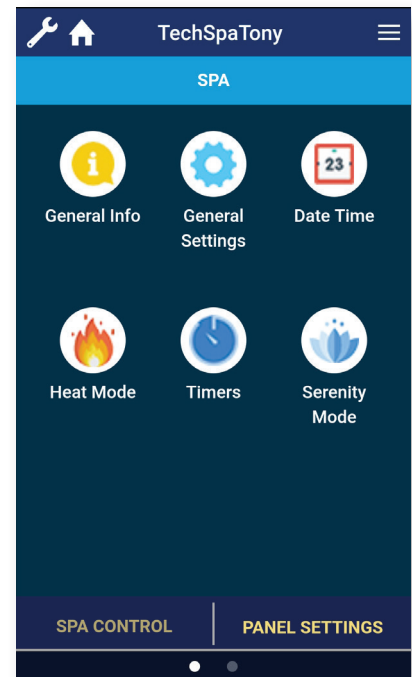 TechSpaTony
SPA
23
General Info
General
Settings
Date Time
Heat Mode
Timers
Serenity
Mode
SPA CONTROL
PANEL SETTINGS